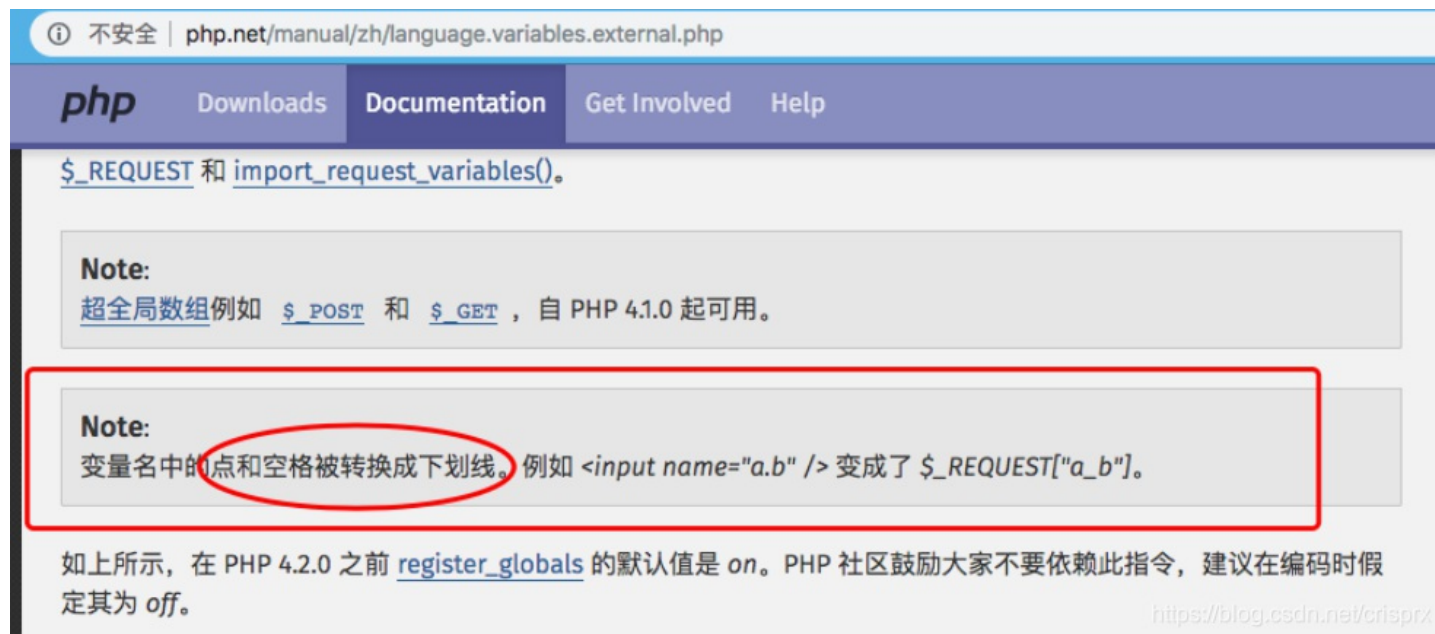 不安全 | php.net/manual/zh/language.variables.external.php
php Downloads Documentation Get Involved Help
$_REQUEST 和 import_request_variables()。
Note:
超全局数组例如 $_POST 和 $_GET ，自 PHP 4.1.0 起可用。
Note:
变量名中的点和空格被转换成下划线。例如 <input name="a.b" /> 变成了 $_REQUEST["a_b"]。
如上所示，在 PHP 4.2.0 之前 register_globals 的默认值是 on。PHP 社区鼓励大家不要依赖此指令，建议在编码时假
定其为 off。
https://blog.csdn.net/crisprx